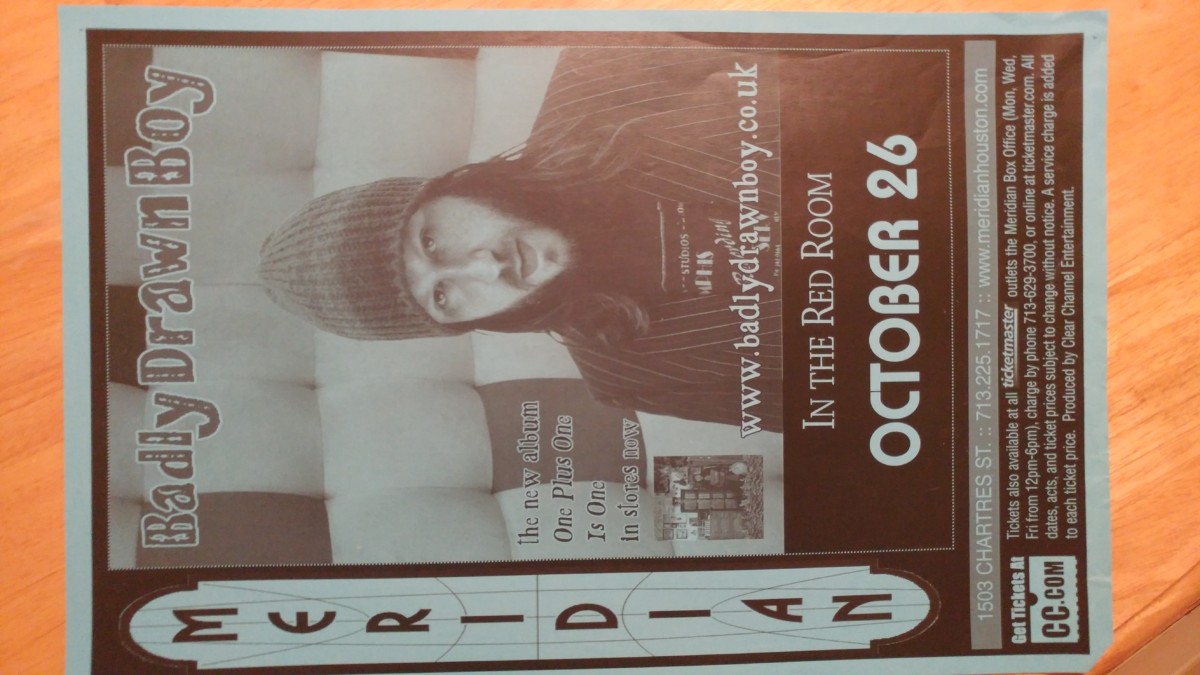 Badly Drawn Boy
the new album
One Plus One
Is One
in stores now
STUDIOS
www.badlydrawnboy.co.uk
IN THE RED ROOM
OCTOBER 26
MERIDIAN
1503 CHARTRES ST. :: 713.225.1717 :: www.meridianhouston.com
Get Tickets At
CC.COM
Tickets also available at all ticketmaster outlets the Meridian Box Office (Mon, Wed,
Fri from 12pm-6pm), charge by phone 713-629-3700, or online at ticketmaster.com. All
dates, acts, and ticket prices subject to change without notice. A service charge is added
to each ticket price. Produced by Clear Channel Entertainment.